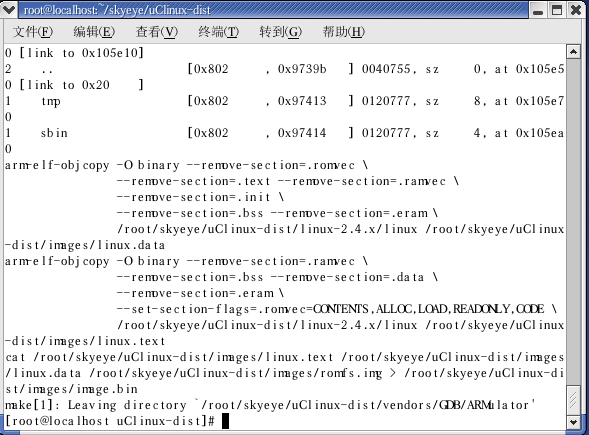 root@localhost:~/skyeye/uClinux-dist
文件(F) 编辑(E) 查看(V) 终端(T) 转到(G) 帮助(H)
0 [link to 0x105e10]
2 .. [0x802 , 0x9739b ] 0040755, sz 0, at 0x105e5
0 [link to 0x20 ]
1 tmp [0x802 , 0x97413 ] 0120777, sz 8, at 0x105e7
0
1 sbin [0x802 , 0x97414 ] 0120777, sz 4, at 0x105ea
0
arm-elf-objcopy -O binary --remove-section=.romvec \
--remove-section=.text --remove-section=.ramvec \
--remove-section=.init \
--remove-section=.bss --remove-section=.eram \
/root/skyeye/uClinux-dist/linux-2.4.x/linux /root/skyeye/uClinux
-dist/images/linux.data
arm-elf-objcopy -O binary --remove-section=.ramvec \
--remove-section=.bss --remove-section=.data \
--remove-section=.eram \
--set-section-flags=.romvec=CONTENTS,ALLOC,LOAD,READONLY,CODE \
/root/skyeye/uClinux-dist/linux-2.4.x/linux /root/skyeye/uClinux
-dist/images/linux.text
cat /root/skyeye/uClinux-dist/images/linux.text /root/skyeye/uClinux-dist/images
/linux.data /root/skyeye/uClinux-dist/images/romfs.img > /root/skyeye/uClinux-di
st/images/image.bin
make[1]: Leaving directory `/root/skyeye/uClinux-dist/vendors/GDB/ARMulator'
[root@localhost uClinux-dist]#